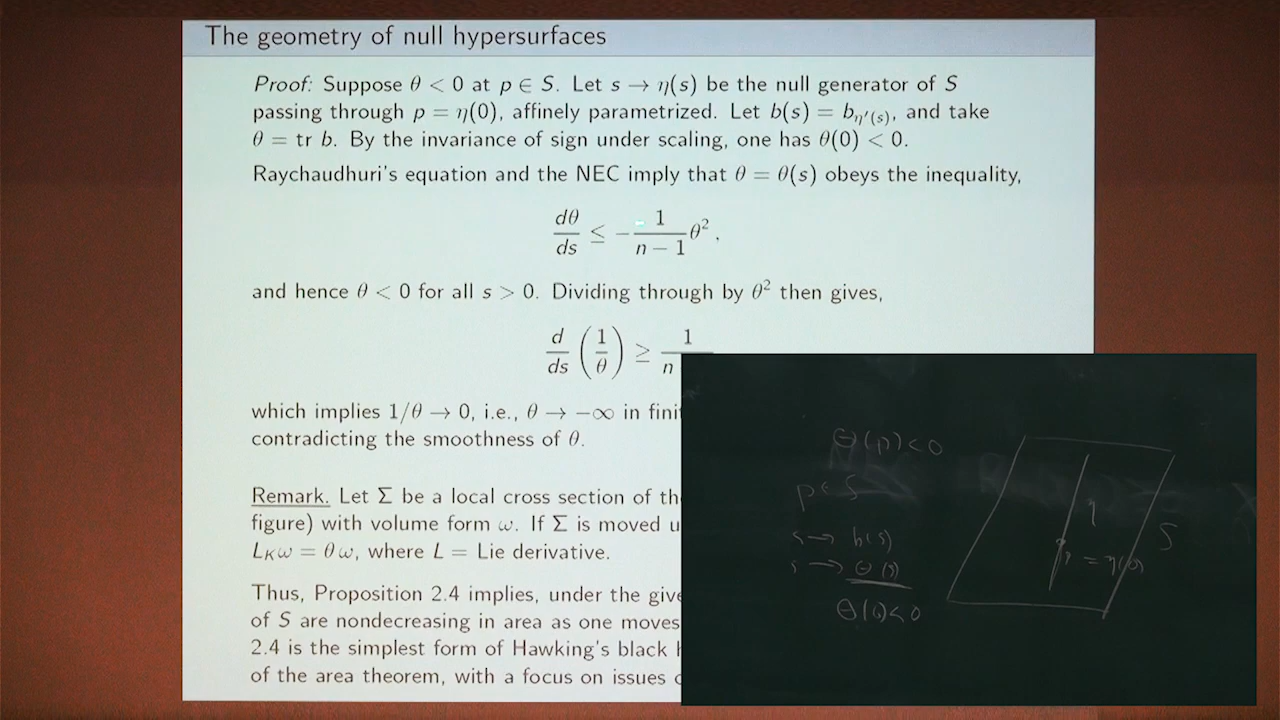 The geometry of null hypersurfaces
Proof: Suppose θ < 0 at p ∈ S. Let s → η(s) be the null generator of S
passing through p = η(0), affinely parametrized. Let b(s) = b_{η′(s)}, and take
θ = tr b. By the invariance of sign under scaling, one has θ(0) < 0.
Raychaudhuri's equation and the NEC imply that θ = θ(s) obeys the inequality,
dθ/ds ≤ −1/(n − 1) θ²,
and hence θ < 0 for all s > 0. Dividing through by θ² then gives,
d/ds (1/θ) ≥ 1/n
which implies 1/θ → 0, i.e., θ → −∞ in
contradicting the smoothness of θ.
Remark. Let Σ be a local cross section of
figure) with volume form ω. If Σ is moved
L_K ω = θ ω, where L = Lie derivative.
Thus, Proposition 2.4 implies, under the
of S are nondecreasing in area as one moves
2.4 is the simplest form of Hawking's black
of the area theorem, with a focus on issues
θ(p) < 0
p ∈ S
s → b(s)
s → θ(s)
θ(0) < 0
η
S
p = η(0)